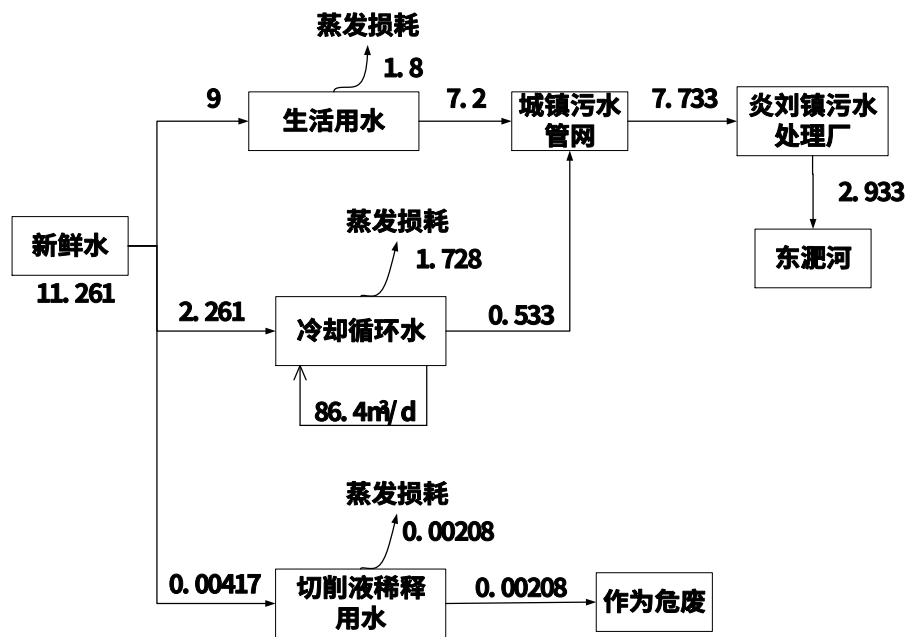 蒸发损耗
1.8
9
生活用水
7.2
城镇污水
管网
7.733
炎刘镇污水
处理厂
2.933
东淝河
新鲜水
11.261
蒸发损耗
1.728
2.261
冷却循环水
0.533
86.4m³/d
蒸发损耗
0.00208
0.00417
切削液稀释
用水
0.00208
作为危废